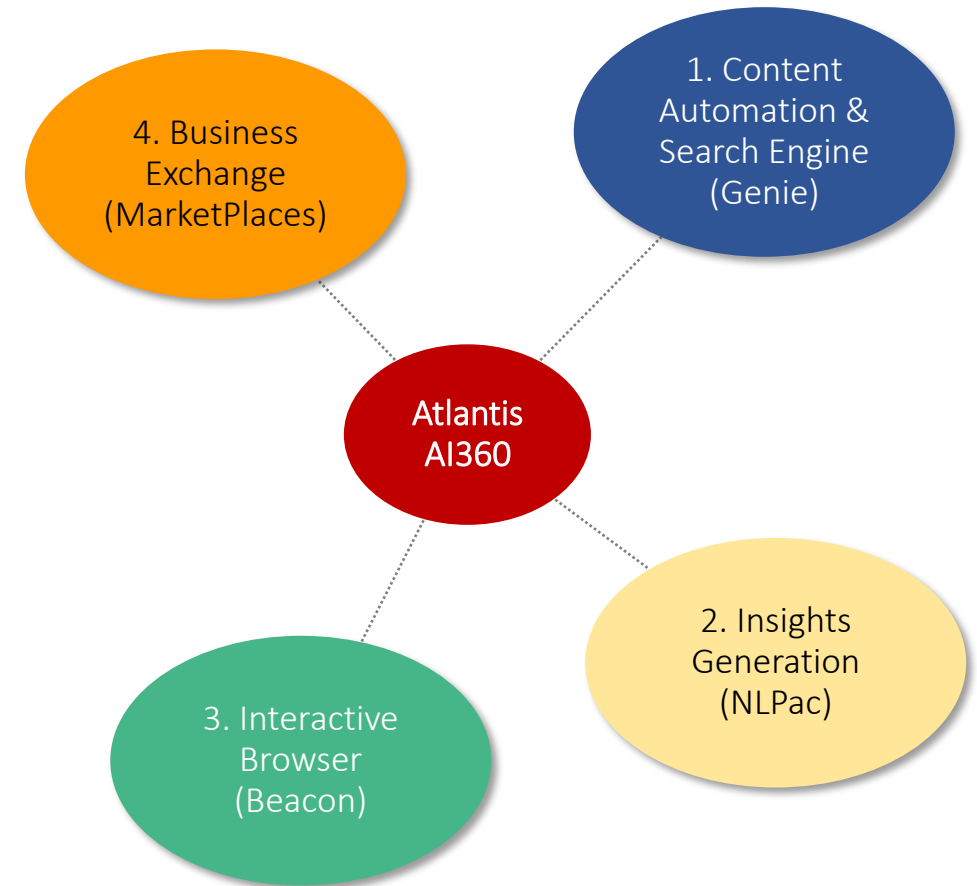 1. Content
Automation &
Search Engine
(Genie)
4. Business
Exchange
(MarketPlaces)
Atlantis
AI360
2. Insights
Generation
(NLPac)
3. Interactive
Browser
(Beacon)